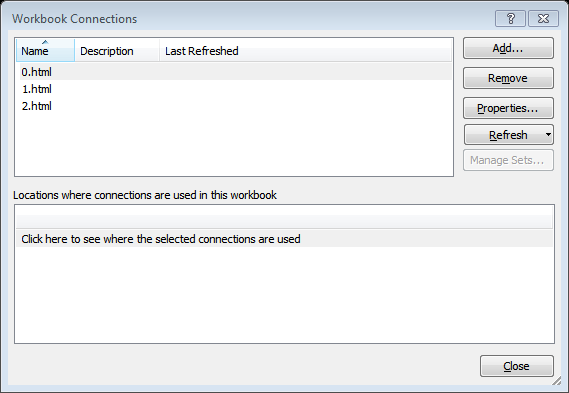 Workbook Connections
?
Name Description Last Refreshed
0.html
1.html
2.html
Add...
Remove
Properties...
Refresh
Manage Sets...
Locations where connections are used in this workbook
Click here to see where the selected connections are used
Close